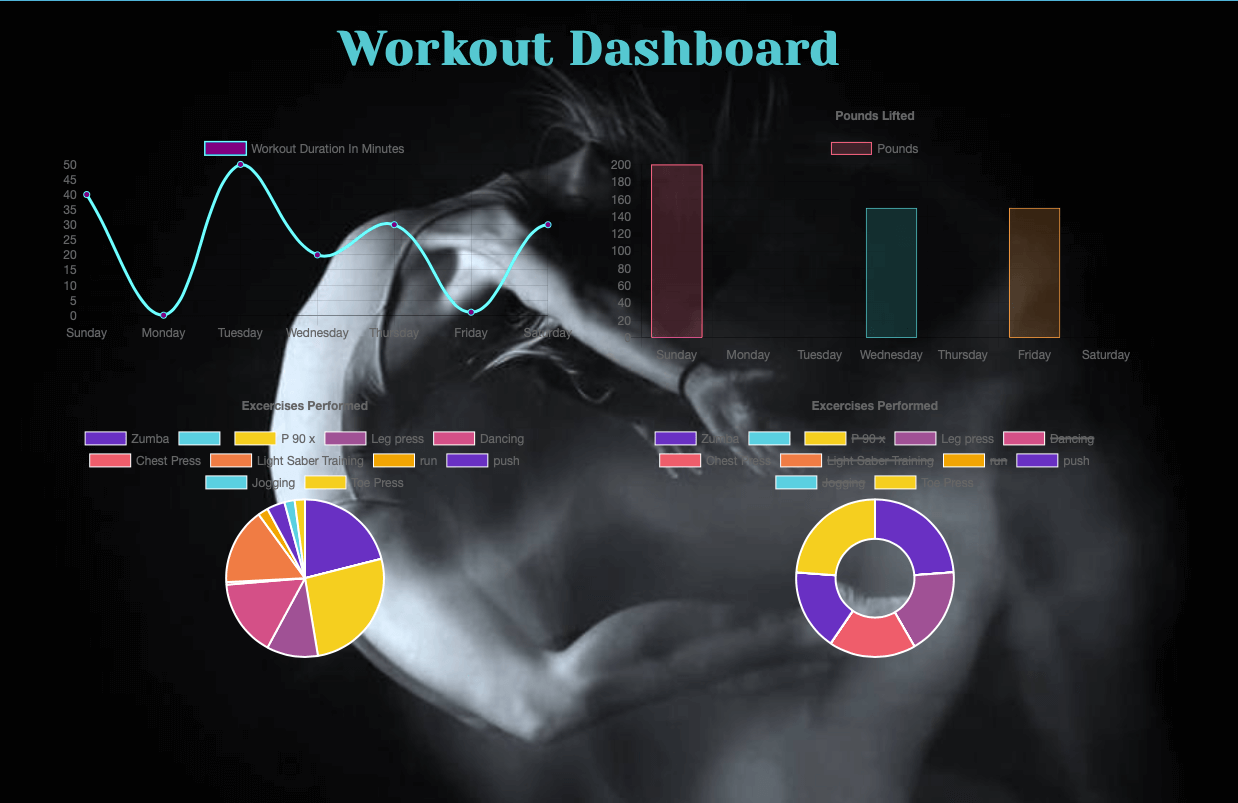 Workout Dashboard
Workout Duration In Minutes
50
45
40
35
30
25
20
15
10
5
0
Sunday Monday Tuesday Wednesday Thursday Friday Saturday
Pounds Lifted
Pounds
200
180
160
140
120
100
80
60
40
20
0
Sunday Monday Tuesday Wednesday Thursday Friday Saturday
Excercises Performed
Zumba P 90 x Leg press Dancing
Chest Press Light Saber Training run push
Jogging Toe Press
Excercises Performed
Zumba P 90 x Leg press Dancing
Chest Press Light Saber Training run push
Jogging Toe Press